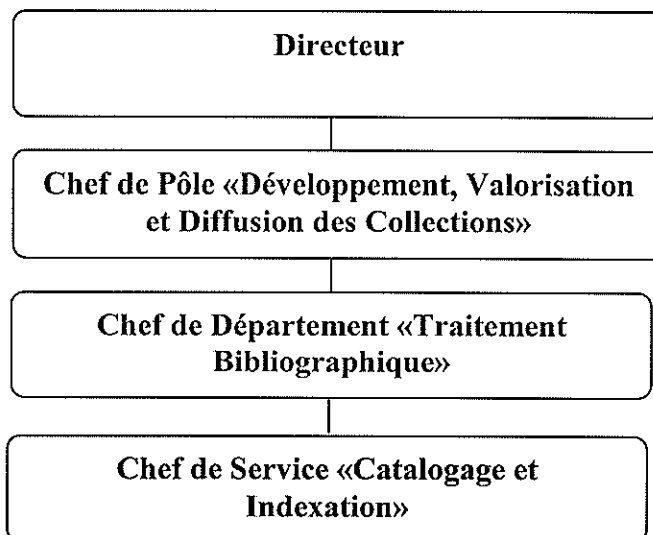 Directeur
Chef de Pôle «Développement, Valorisation
et Diffusion des Collections»
Chef de Département «Traitement
Bibliographique»
Chef de Service «Catalogage et
Indexation»